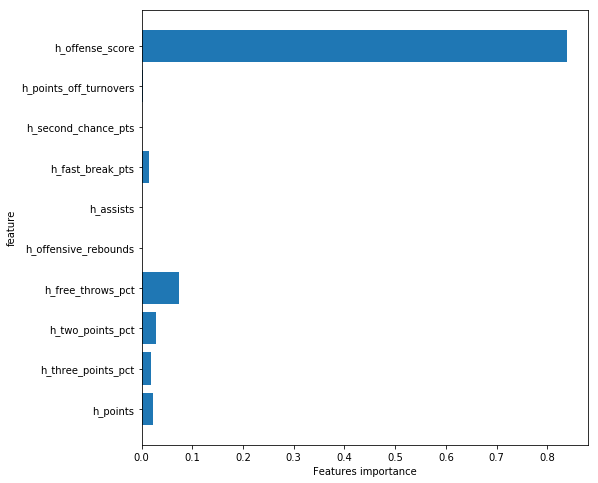 h_offense_score
h_points_off_turnovers
h_second_chance_pts
h_fast_break_pts
h_assists
feature
h_offensive_rebounds
h_free_throws_pct
h_two_points_pct
h_three_points_pct
h_points
0.0 0.1 0.2 0.3 0.4 0.5 0.6 0.7 0.8
Features importance